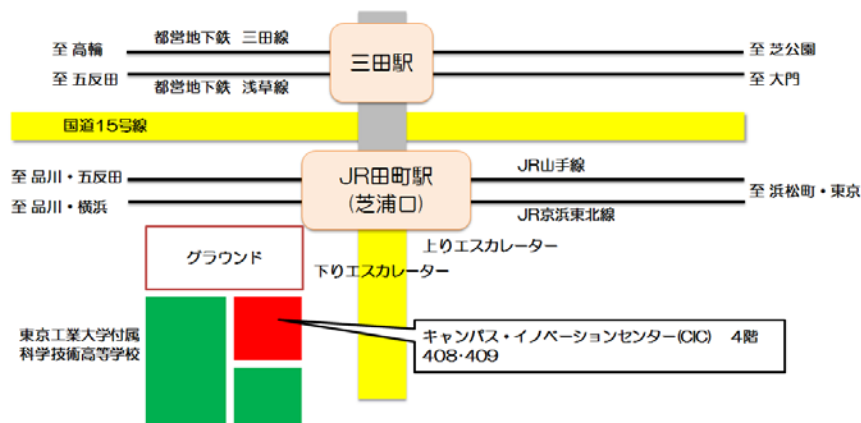 都営地下鉄 三田線
至 高輪
三田駅
至 芝公園
至 五反田
都営地下鉄 浅草線
至 大門
国道15号線
JR田町駅
(芝浦口)
JR山手線
至 品川・五反田
至 浜松町・東京
至 品川・横浜
JR京浜東北線
グラウンド
上りエスカレーター
下りエスカレーター
東京工業大学付属
科学技術高等学校
キャンパス・イノベーションセンター(CIC) 4階
408・409